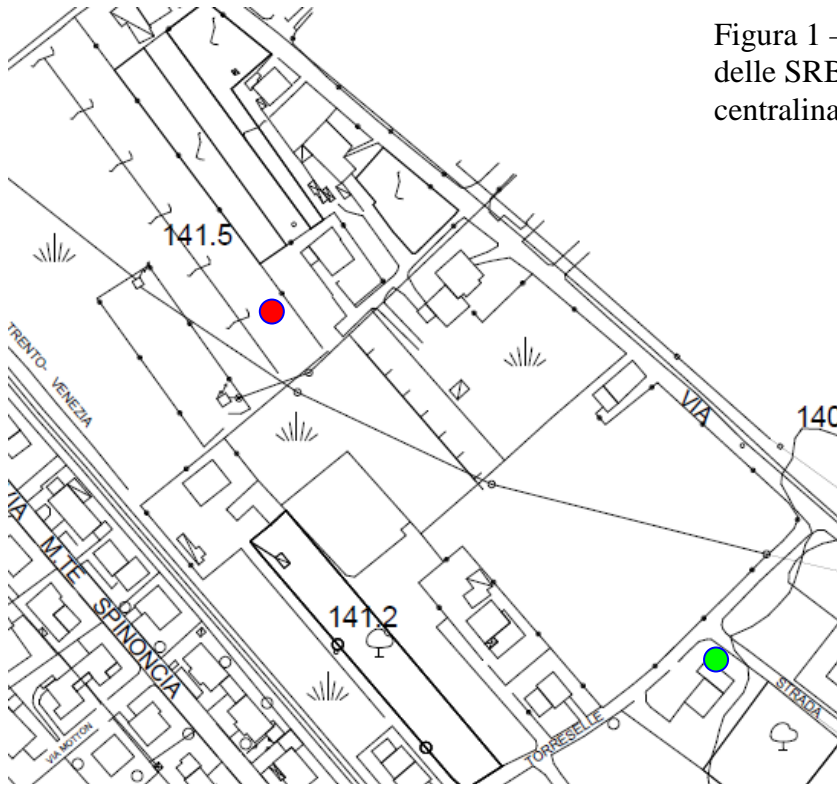 Figura 1 –
delle SRB
centralina
141.5
TRENTO- VENEZIA
VIA
140
VIA M.TE SPINONCIA
141.2
VIA MOTTON
TORRESELLE
STRADA